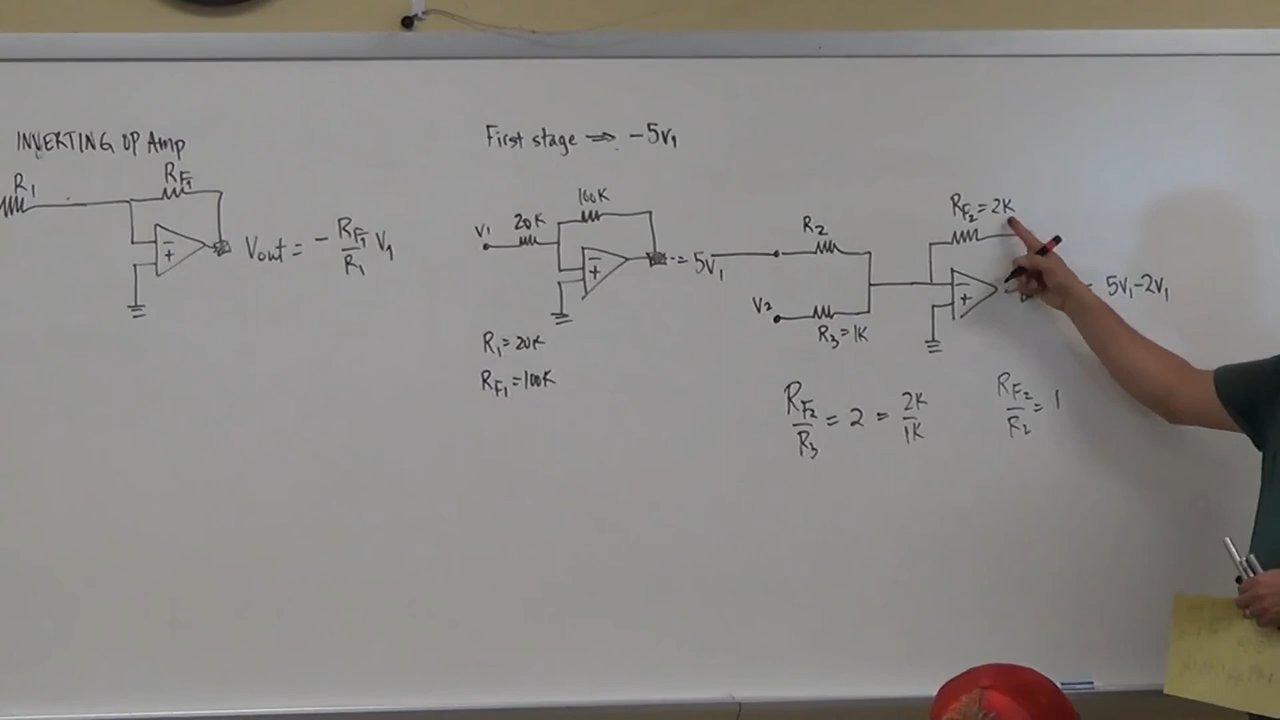 INVERTING OP Amp
R1
RF1
Vout = - RF1/R1 V1
First stage ⇒ -5V1
V1
20K
100K
- +
= -5V1
R1 = 20K
RF1 = 100K
R2
V2
R3 = 1K
RF2 = 2K
- +
= 5V1-2V1
RF2/R3 = 2 = 2K/1K
RF2/R2 = 1